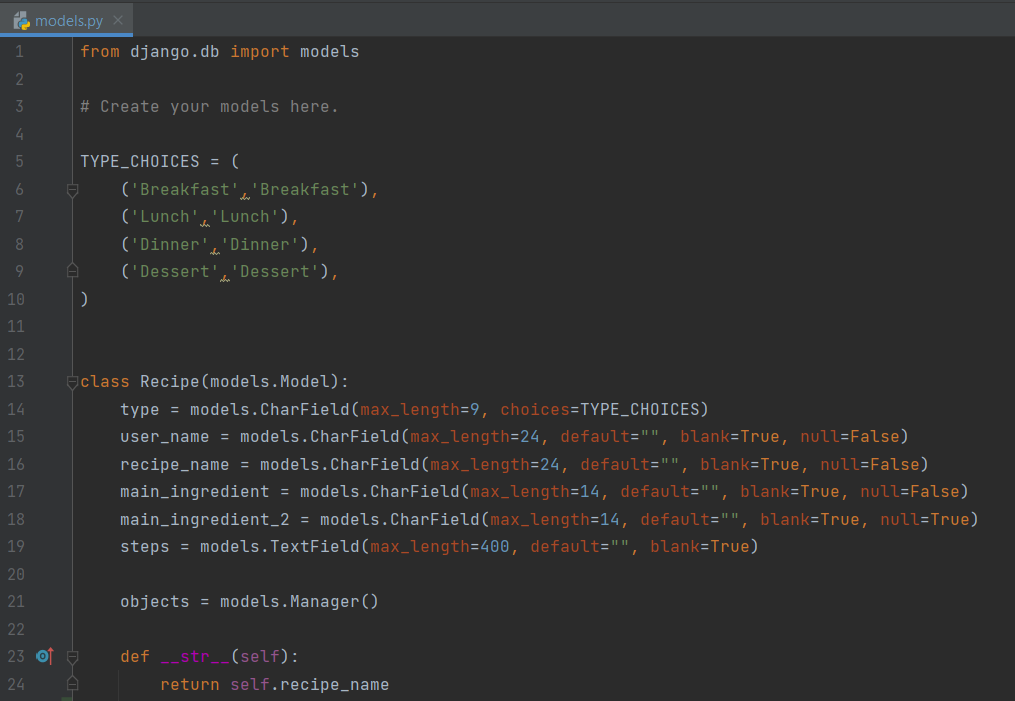 models.py
1 from django.db import models
2
3 # Create your models here.
4
5 TYPE_CHOICES = (
6     ('Breakfast','Breakfast'),
7     ('Lunch','Lunch'),
8     ('Dinner','Dinner'),
9     ('Dessert','Dessert'),
10 )
11
12
13 class Recipe(models.Model):
14     type = models.CharField(max_length=9, choices=TYPE_CHOICES)
15     user_name = models.CharField(max_length=24, default="", blank=True, null=False)
16     recipe_name = models.CharField(max_length=24, default="", blank=True, null=False)
17     main_ingredient = models.CharField(max_length=14, default="", blank=True, null=False)
18     main_ingredient_2 = models.CharField(max_length=14, default="", blank=True, null=True)
19     steps = models.TextField(max_length=400, default="", blank=True)
20
21     objects = models.Manager()
22
23     def __str__(self):
24         return self.recipe_name